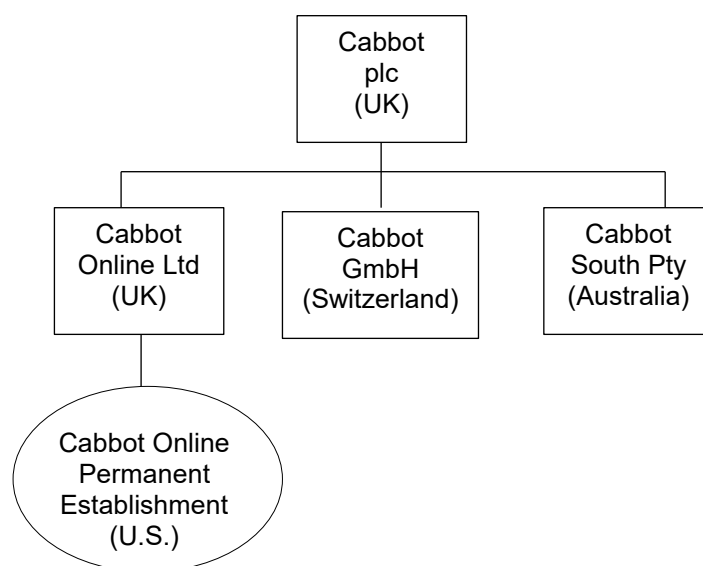 Cabbot
plc
(UK)
Cabbot
Online Ltd
(UK)
Cabbot
GmbH
(Switzerland)
Cabbot
South Pty
(Australia)
Cabbot Online
Permanent
Establishment
(U.S.)